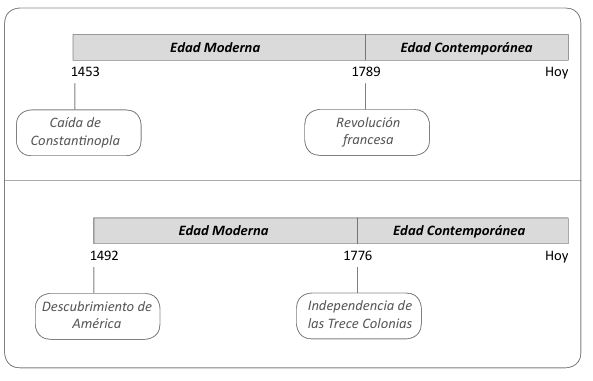 Edad Moderna
Edad Contemporánea
1453
1789
Hoy
Caída de
Constantinopla
Revolución
francesa
Edad Moderna
Edad Contemporánea
1492
1776
Hoy
Descubrimiento de
América
Independencia de
las Trece Colonias